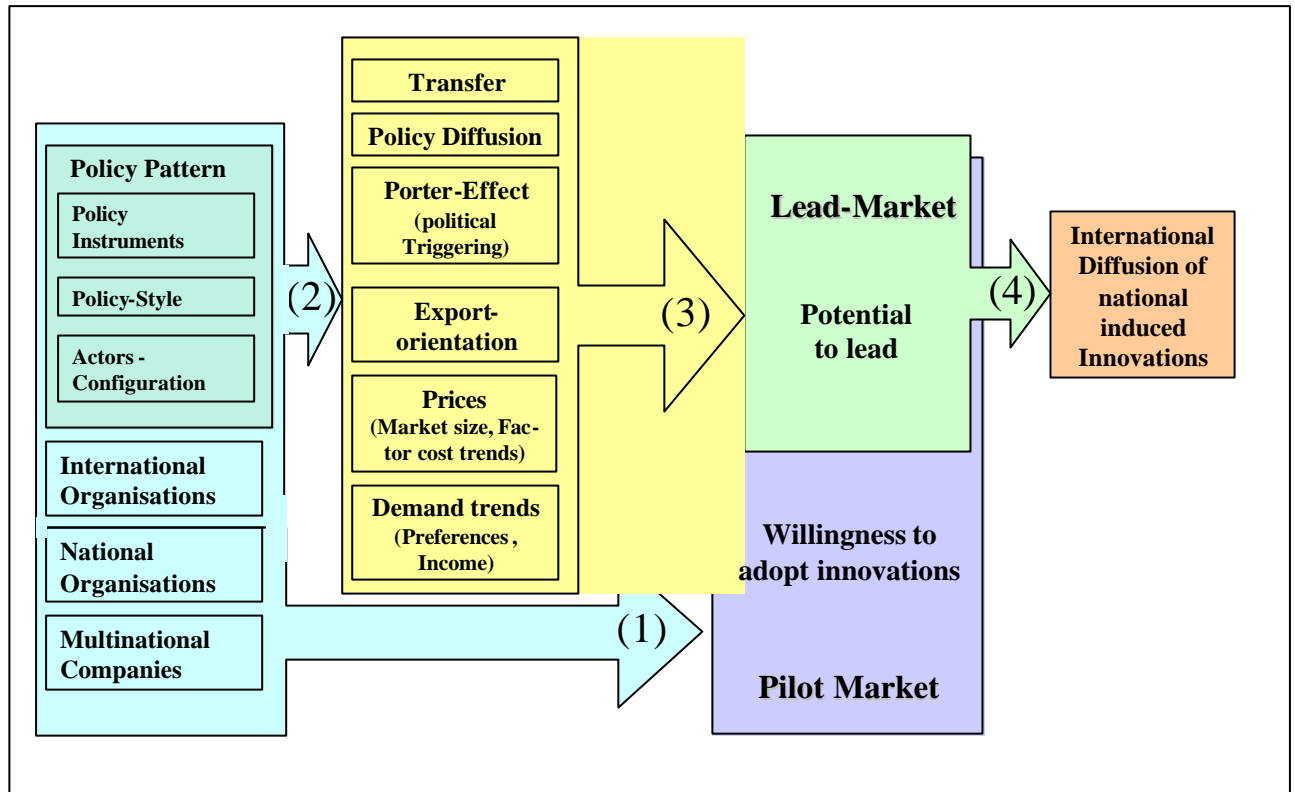 Policy Pattern
Policy
Instruments
Policy-Style
Actors -
Configuration
International
Organisations
National
Organisations
Multinational
Companies
(2)
Transfer
Policy Diffusion
Porter-Effect
(political
Triggering)
Export-
orientation
Prices
(Market size, Fac-
tor cost trends)
Demand trends
(Preferences ,
Income)
(3)
(1)
Lead-Market
Potential
to lead
Willingness to
adopt innovations
Pilot Market
(4)
International
Diffusion of
national
induced
Innovations